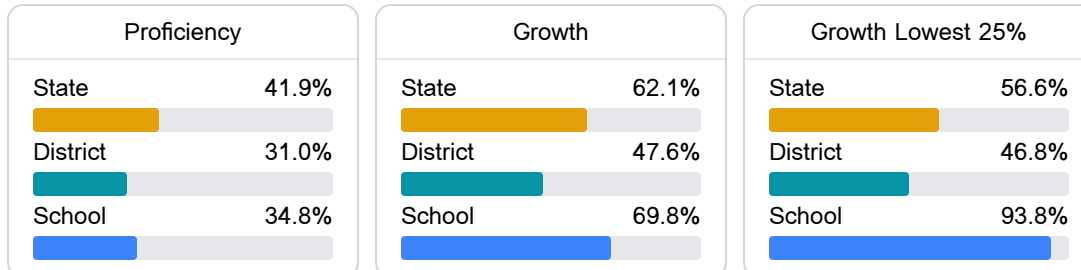 Proficiency
State 41.9%
District 31.0%
School 34.8%
Growth
State 62.1%
District 47.6%
School 69.8%
Growth Lowest 25%
State 56.6%
District 46.8%
School 93.8%